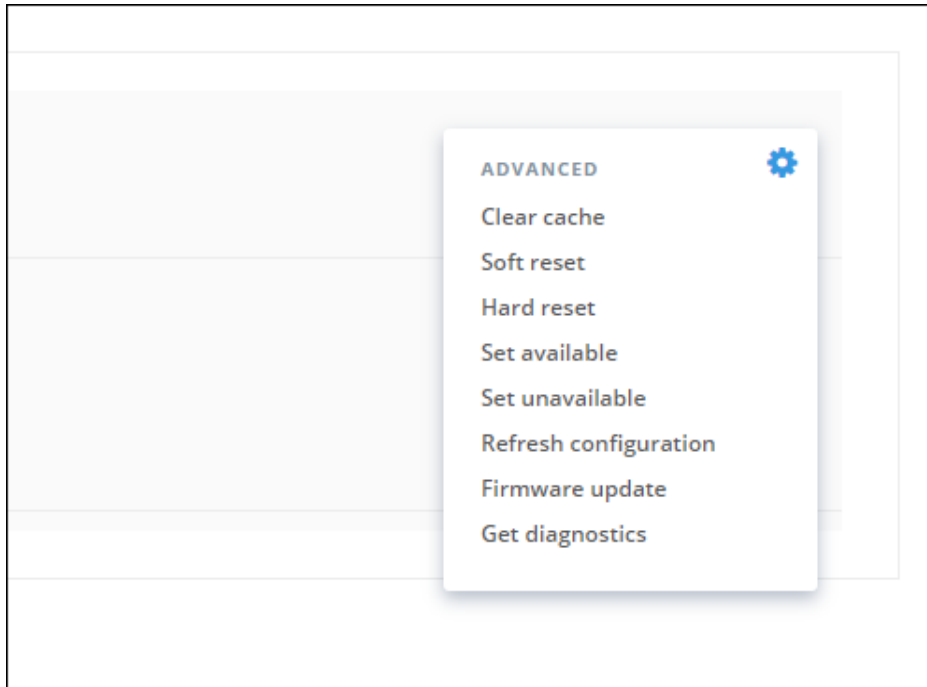 ADVANCED
Clear cache
Soft reset
Hard reset
Set available
Set unavailable
Refresh configuration
Firmware update
Get diagnostics